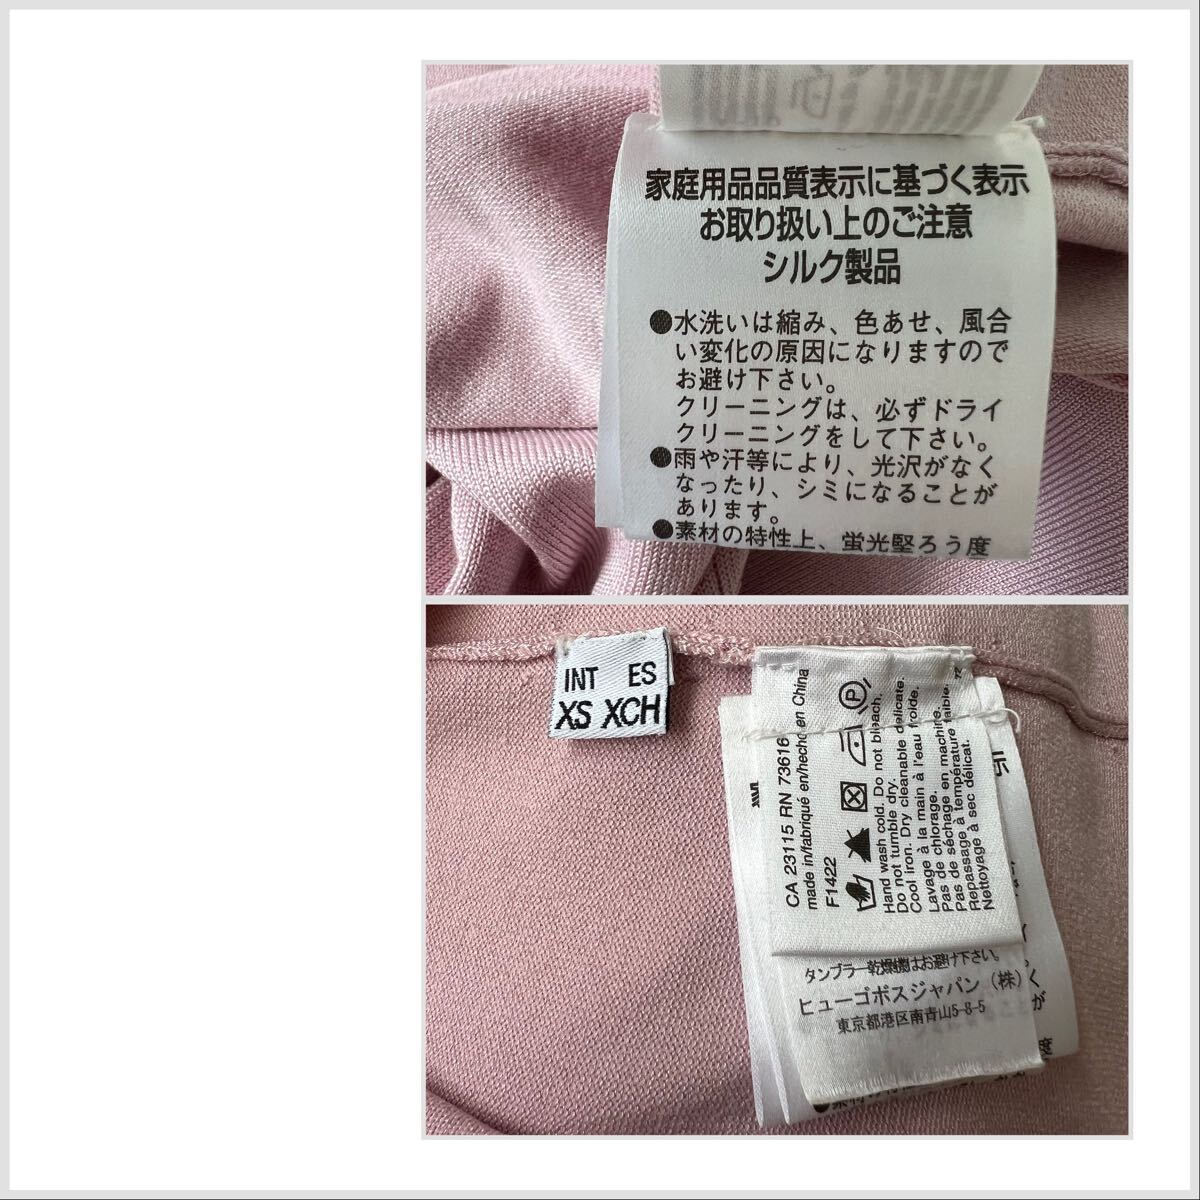 家庭用品品質表示に基づく表示
お取り扱い上のご注意
シルク製品
●水洗いは縮み、色あせ、風合
い変化の原因になりますので
お避け下さい。
クリーニングは、必ずドライ
クリーニングをして下さい。
●雨や汗等により、光沢がなく
なったり、シミになることが
あります。
●素材の特性上、蛍光堅ろう度
INT ES
XS XCH
CA 23115 RN 73616
made in/fabriqué en/hecho en China
F1422
P
Hand wash cold. Do not bleach.
Do not tumble dry.
Cool iron. Dry cleanable delicate.
Lavage à la main à l'eau froide.
Pas de chlorage.
Pas de séchage en machine.
Repassage à température faible.
Nettoyage à sec délicat.
タンブラー乾燥機はお避け下さい。
ヒューゴボスジャパン（株）
東京都港区南青山5-8-5